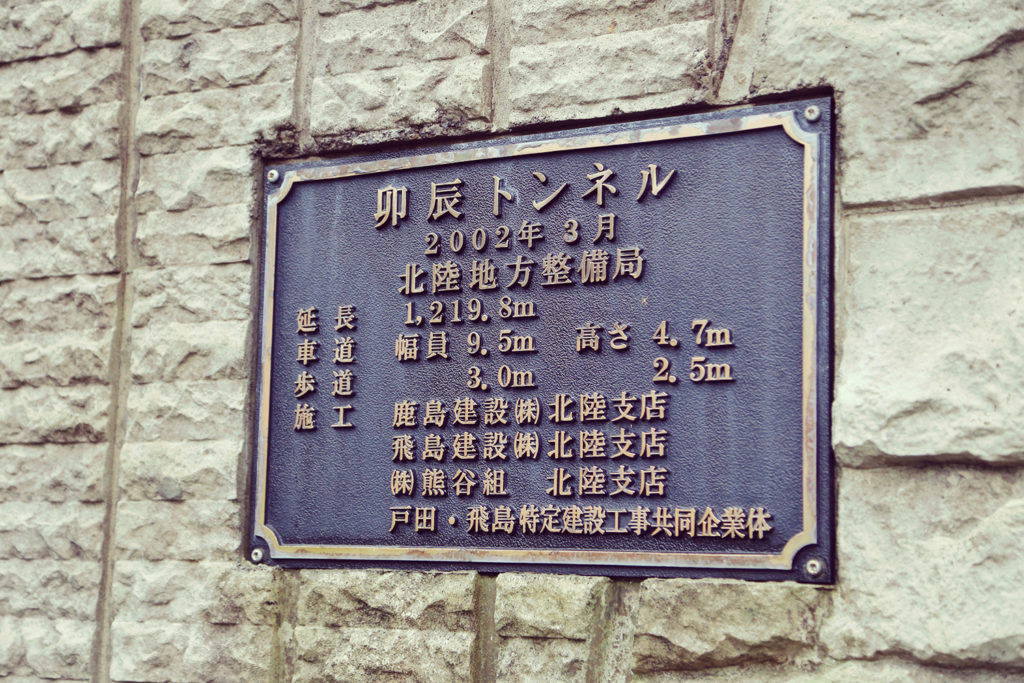 卯辰トンネル
2002年3月
北陸地方整備局
延長 1,219.8m
車道 幅員 9.5m 高さ 4.7m
歩道 3.0m 2.5m
施工 鹿島建設㈱北陸支店
飛島建設㈱北陸支店
㈱熊谷組 北陸支店
戸田・飛島特定建設工事共同企業体